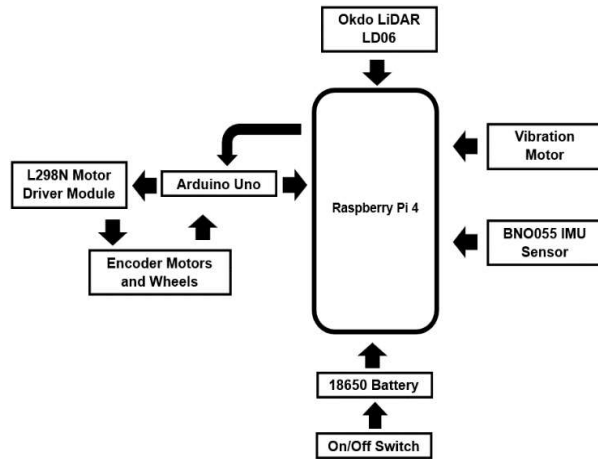 Okdo LiDAR
LD06
Vibration
Motor
L298N Motor
Driver Module
Arduino Uno
Raspberry Pi 4
BNO055 IMU
Sensor
Encoder Motors
and Wheels
18650 Battery
On/Off Switch